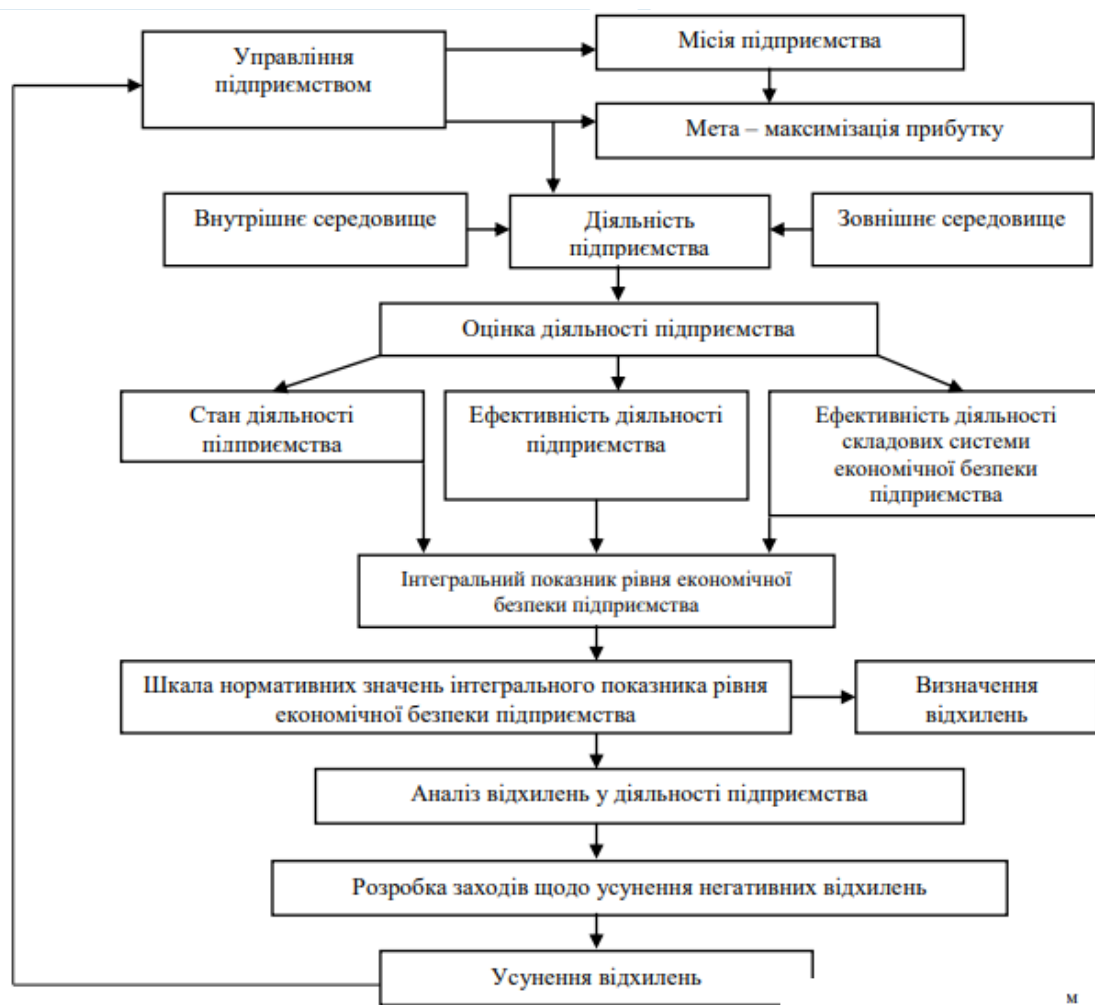 Управління
підприємством
Місія підприємства
Мета – максимізація прибутку
Внутрішнє середовище
Діяльність
підприємства
Зовнішнє середовище
Оцінка діяльності підприємства
Стан діяльності
підприємства
Ефективність діяльності
підприємства
Ефективність діяльності
складових системи
економічної безпеки
підприємства
Інтегральний показник рівня економічної
безпеки підприємства
Шкала нормативних значень інтегрального показника рівня
економічної безпеки підприємства
Визначення
відхилень
Аналіз відхилень у діяльності підприємства
Розробка заходів щодо усунення негативних відхилень
Усунення відхилень
м